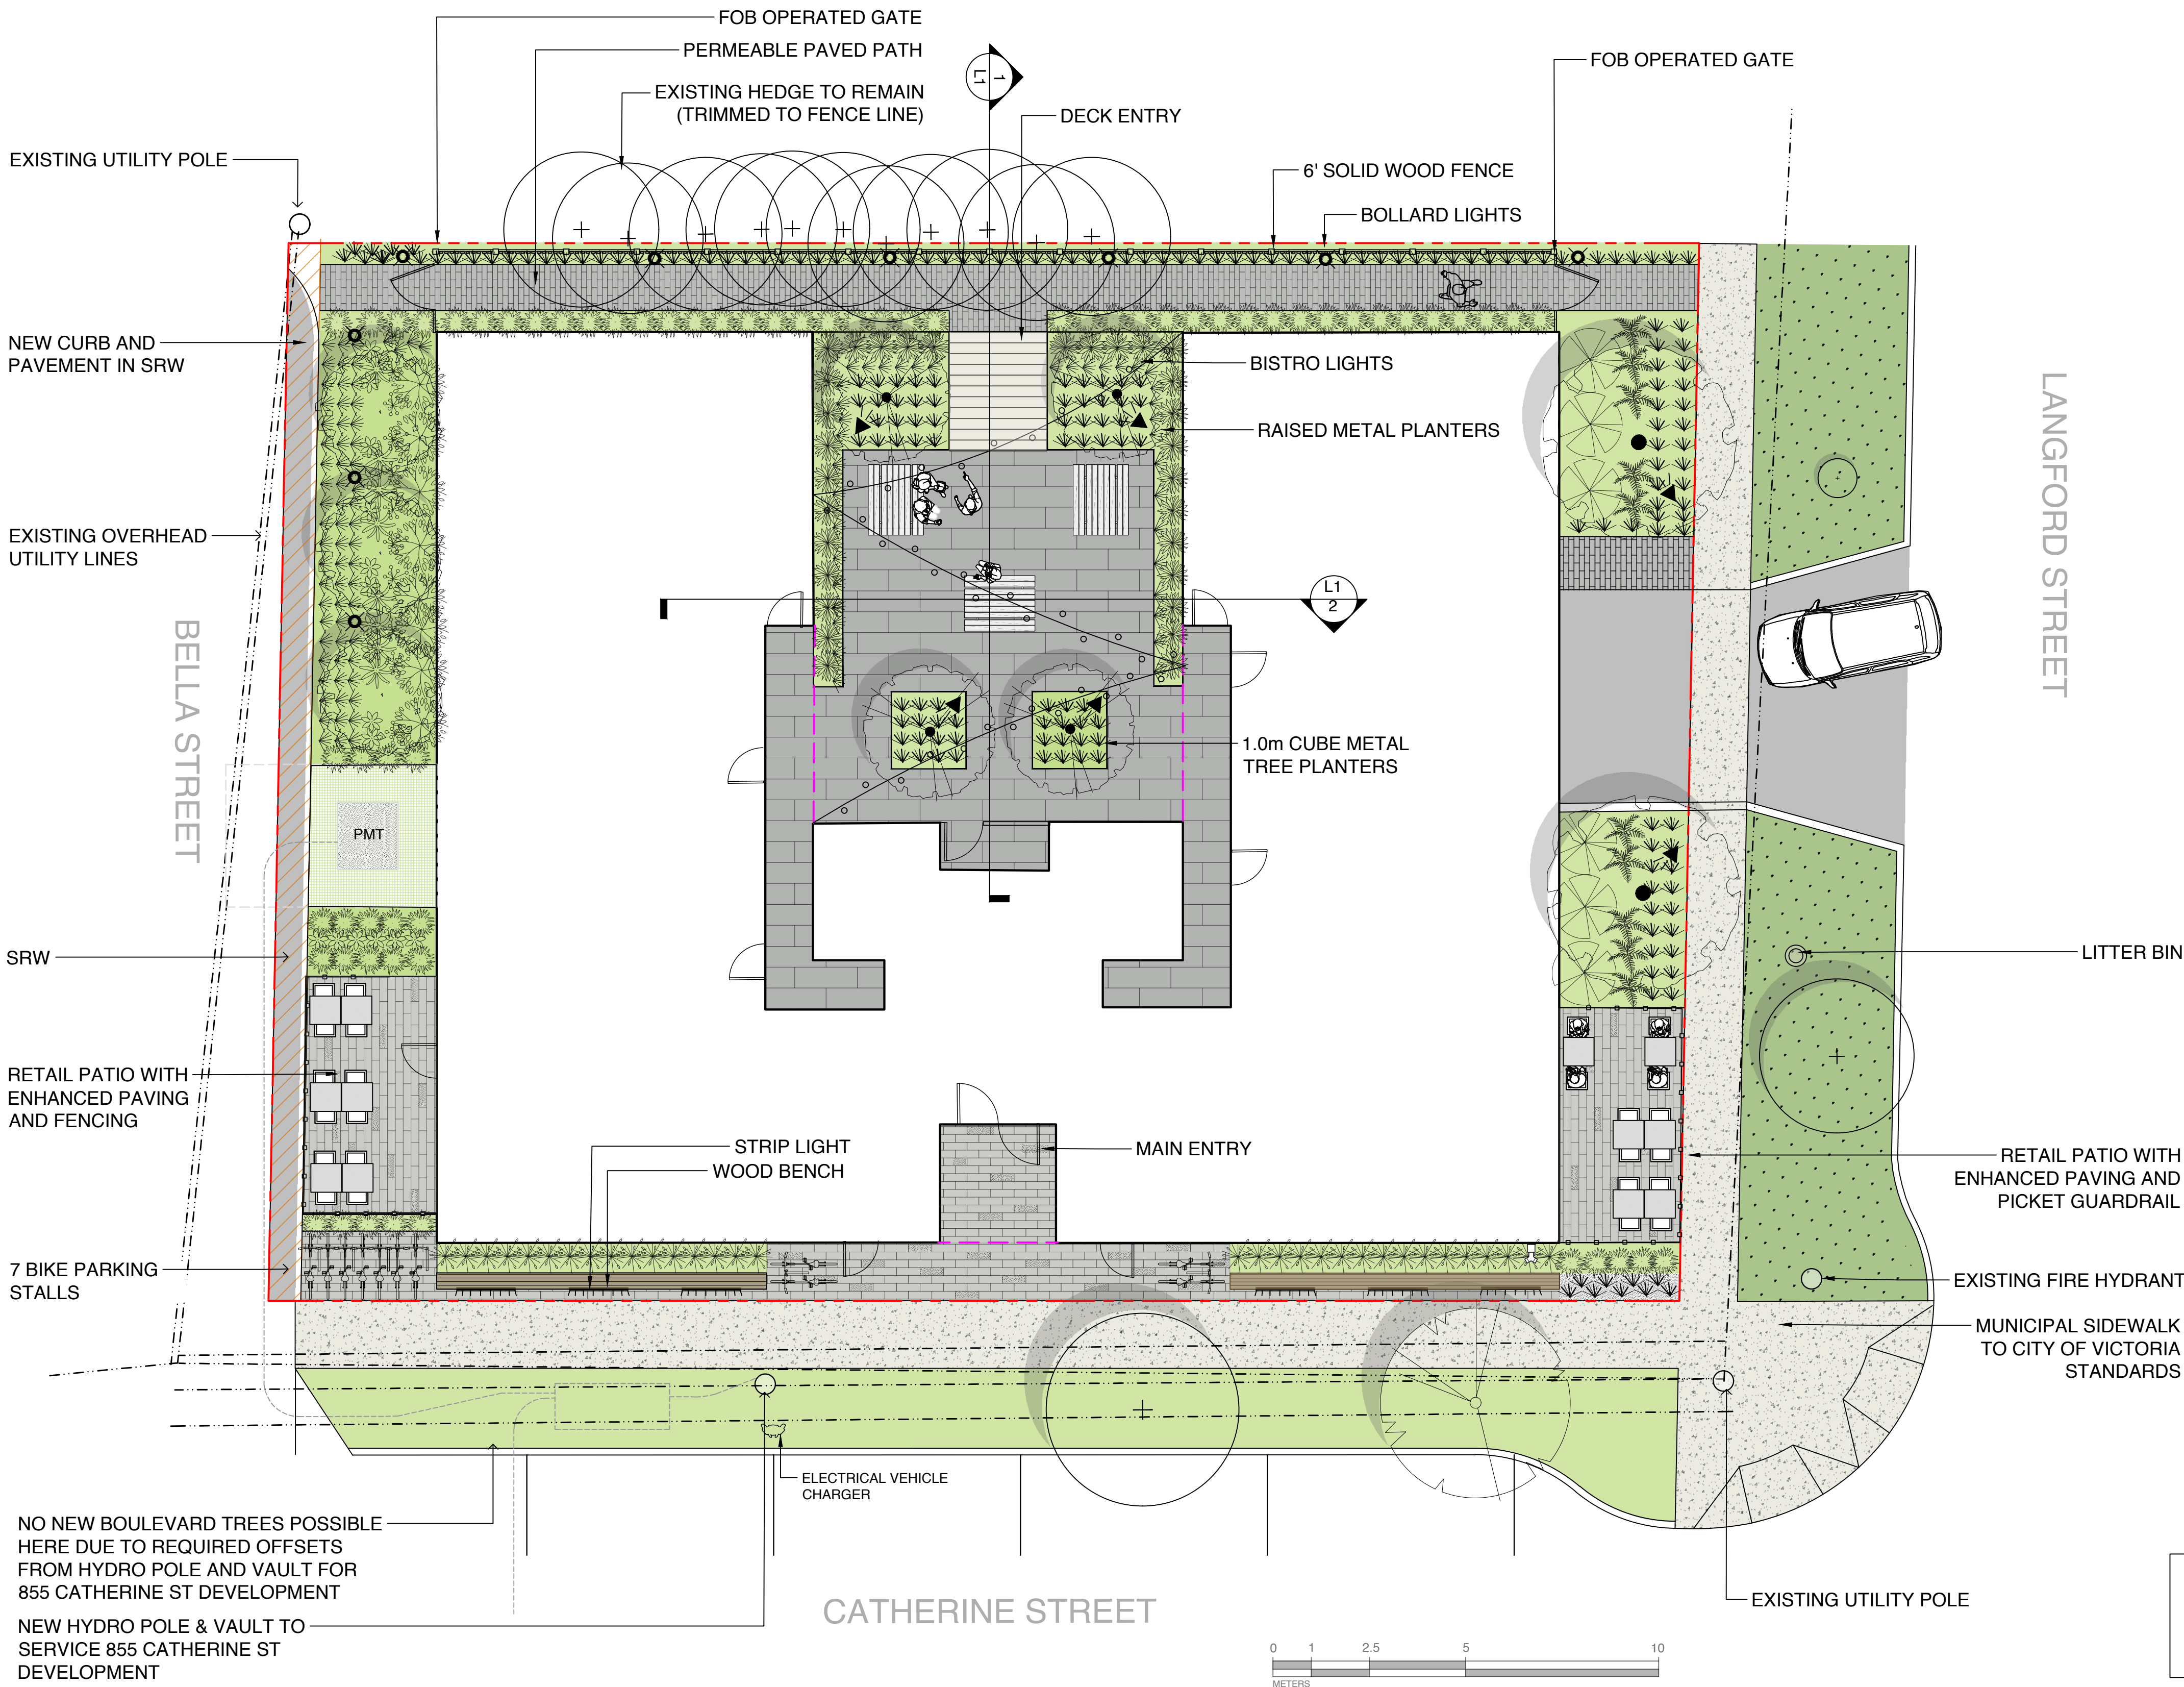 FOB OPERATED GATE
PERMEABLE PAVED PATH
EXISTING HEDGE TO REMAIN
(TRIMMED TO FENCE LINE)
1
L1
DECK ENTRY
FOB OPERATED GATE
EXISTING UTILITY POLE
6' SOLID WOOD FENCE
BOLLARD LIGHTS
NEW CURB AND
PAVEMENT IN SRW
BISTRO LIGHTS
RAISED METAL PLANTERS
LANGFORD STREET
EXISTING OVERHEAD
UTILITY LINES
L1
2
BELLA STREET
1.0m CUBE METAL
TREE PLANTERS
PMT
SRW
LITTER BIN
RETAIL PATIO WITH
ENHANCED PAVING
AND FENCING
STRIP LIGHT
WOOD BENCH
MAIN ENTRY
RETAIL PATIO WITH
ENHANCED PAVING AND
PICKET GUARDRAIL
7 BIKE PARKING
STALLS
EXISTING FIRE HYDRANT
MUNICIPAL SIDEWALK
TO CITY OF VICTORIA
STANDARDS
ELECTRICAL VEHICLE
CHARGER
NO NEW BOULEVARD TREES POSSIBLE
HERE DUE TO REQUIRED OFFSETS
FROM HYDRO POLE AND VAULT FOR
855 CATHERINE ST DEVELOPMENT
NEW HYDRO POLE & VAULT TO
SERVICE 855 CATHERINE ST
DEVELOPMENT
CATHERINE STREET
EXISTING UTILITY POLE
0 1 2.5 5 10
METERS